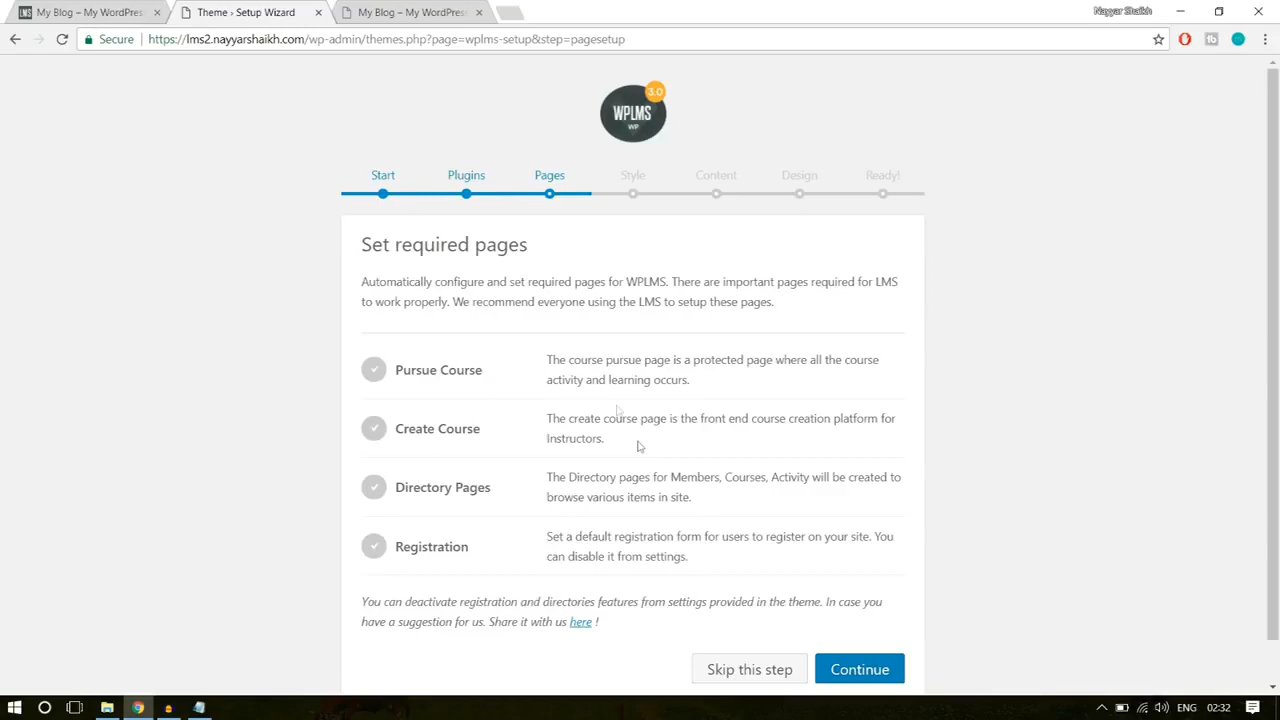 LMS My Blog – My WordPres
Theme › Setup Wizard
My Blog – My WordPress
Nayyar Shaikh
Secure https://lms2.nayyarshaikh.com/wp-admin/themes.php?page=wplms-setup&step=pagesetup
3.0
WPLMS
WP
Start Plugins Pages Style Content Design Ready!
Set required pages
Automatically configure and set required pages for WPLMS. There are important pages required for LMS
to work properly. We recommend everyone using the LMS to setup these pages.
Pursue Course
The course pursue page is a protected page where all the course
activity and learning occurs.
Create Course
The create course page is the front end course creation platform for
Instructors.
Directory Pages
The Directory pages for Members, Courses, Activity will be created to
browse various items in site.
Registration
Set a default registration form for users to register on your site. You
can disable it from settings.
You can deactivate registration and directories features from settings provided in the theme. In case you
have a suggestion for us. Share it with us here !
Skip this step Continue
ENG 02:32